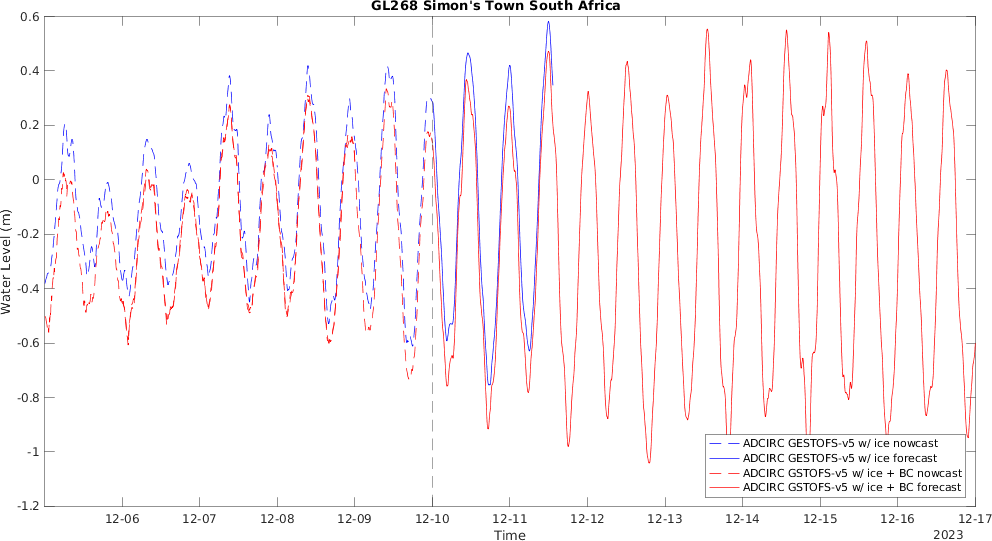 GL268 Simon's Town South Africa
0.6
0.4
0.2
0
-0.2
-0.4
-0.6
-0.8
-1
-1.2
Water Level (m)
ADCIRC GESTOFS-v5 w/ ice nowcast
ADCIRC GESTOFS-v5 w/ ice forecast
ADCIRC GSTOFS-v5 w/ ice + BC nowcast
ADCIRC GSTOFS-v5 w/ ice + BC forecast
12-06 12-07 12-08 12-09 12-10 12-11 12-12 12-13 12-14 12-15 12-16 12-17
Time
2023